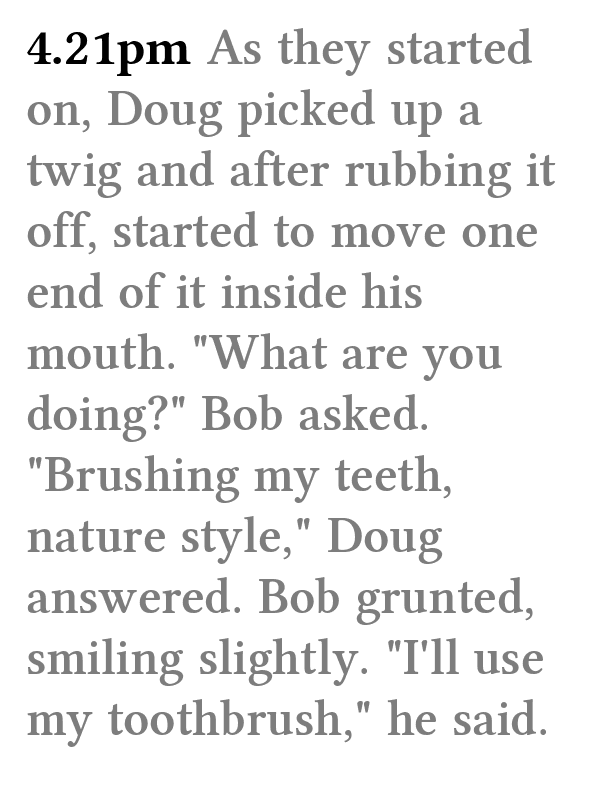 4.21pm As they started
on, Doug picked up a
twig and after rubbing it
off, started to move one
end of it inside his
mouth. "What are you
doing?" Bob asked.
"Brushing my teeth,
nature style," Doug
answered. Bob grunted,
smiling slightly. "I'll use
my toothbrush," he said.